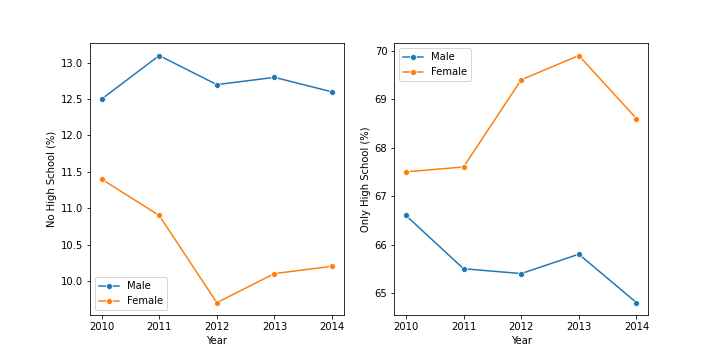 No High School (%)
13.0
12.5
12.0
11.5
11.0
10.5
10.0
Male
Female
2010 2011 2012 2013 2014
Year
Only High School (%)
70
69
68
67
66
65
Male
Female
2010 2011 2012 2013 2014
Year